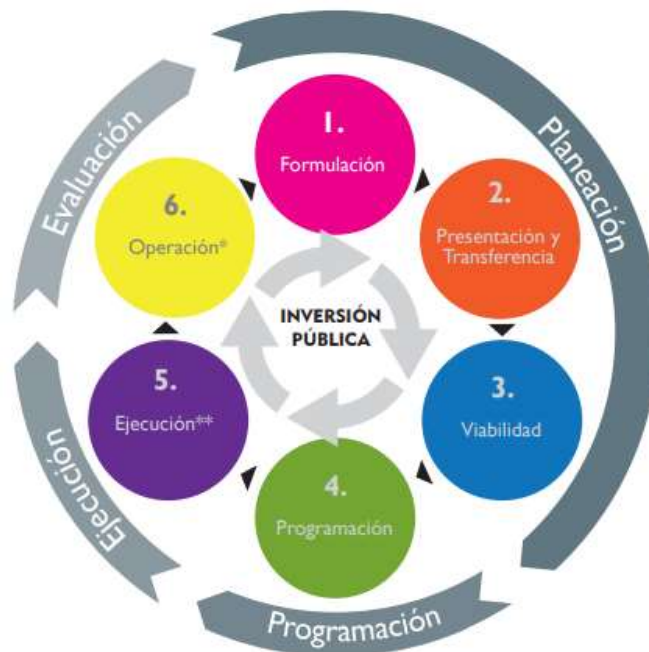 1.
Formulación
2.
Presentación y
Transferencia
3.
Viabilidad
4.
Programación
5.
Ejecución**
6.
Operación*
INVERSIÓN
PÚBLICA
Planeación
Programación
Ejecución
Evaluación